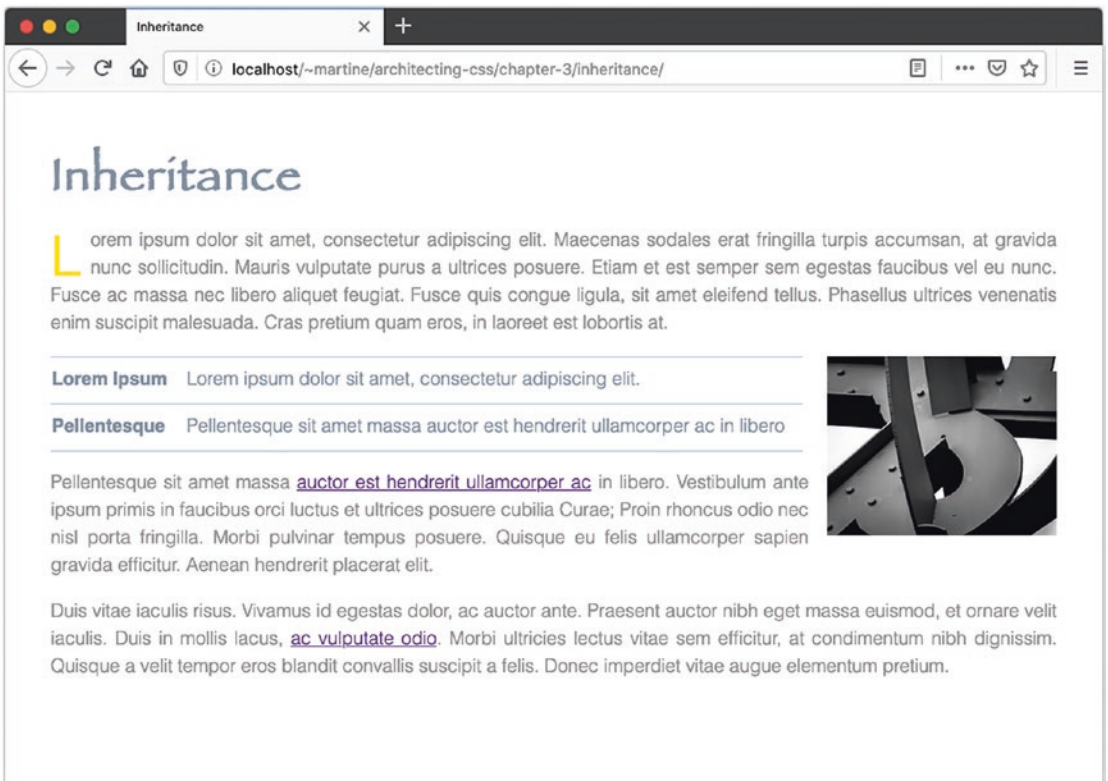 Inheritance
localhost/~martine/architecting-css/chapter-3/inheritance/
Inheritance
Lorem ipsum dolor sit amet, consectetur adipiscing elit. Maecenas sodales erat fringilla turpis accumsan, at gravida
nunc sollicitudin. Mauris vulputate purus a ultrices posuere. Etiam et est semper sem egestas faucibus vel eu nunc.
Fusce ac massa nec libero aliquet feugiat. Fusce quis congue ligula, sit amet eleifend tellus. Phasellus ultrices venenatis
enim suscipit malesuada. Cras pretium quam eros, in laoreet est lobortis at.
Lorem Ipsum Lorem ipsum dolor sit amet, consectetur adipiscing elit.
Pellentesque Pellentesque sit amet massa auctor est hendrerit ullamcorper ac in libero
Pellentesque sit amet massa auctor est hendrerit ullamcorper ac in libero. Vestibulum ante
ipsum primis in faucibus orci luctus et ultrices posuere cubilia Curae; Proin rhoncus odio nec
nisl porta fringilla. Morbi pulvinar tempus posuere. Quisque eu felis ullamcorper sapien
gravida efficitur. Aenean hendrerit placerat elit.
Duis vitae iaculis risus. Vivamus id egestas dolor, ac auctor ante. Praesent auctor nibh eget massa euismod, et ornare velit
iaculis. Duis in mollis lacus, ac vulputate odio. Morbi ultricies lectus vitae sem efficitur, at condimentum nibh dignissim.
Quisque a velit tempor eros blandit convallis suscipit a felis. Donec imperdiet vitae augue elementum pretium.